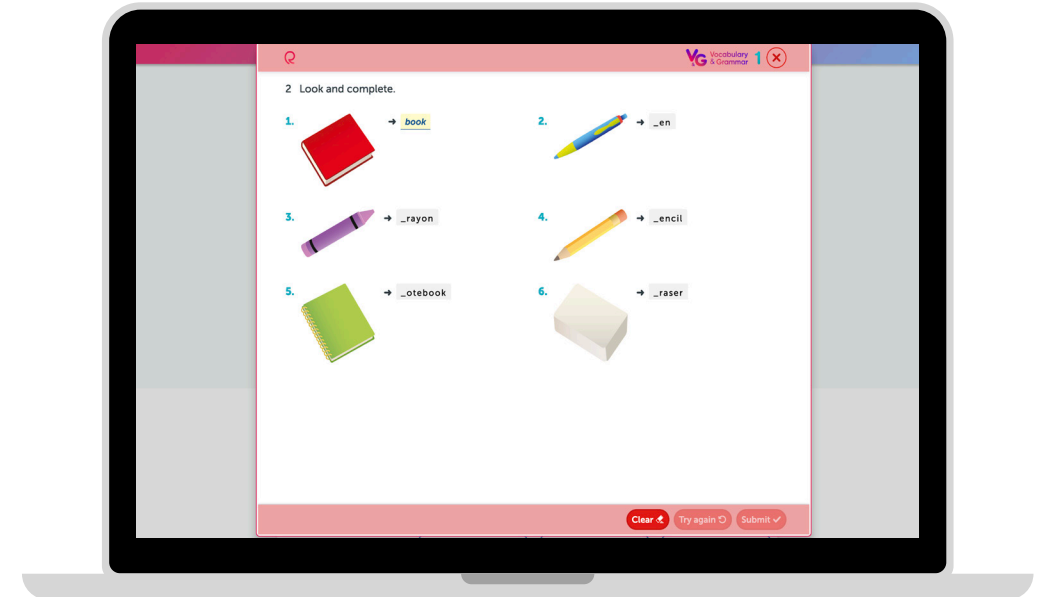 VG Vocabulary & Grammar 1
2 Look and complete.
1. → book
2. → _en
3. → _rayon
4. → _encil
5. → _otebook
6. → _raser
Clear Try again Submit